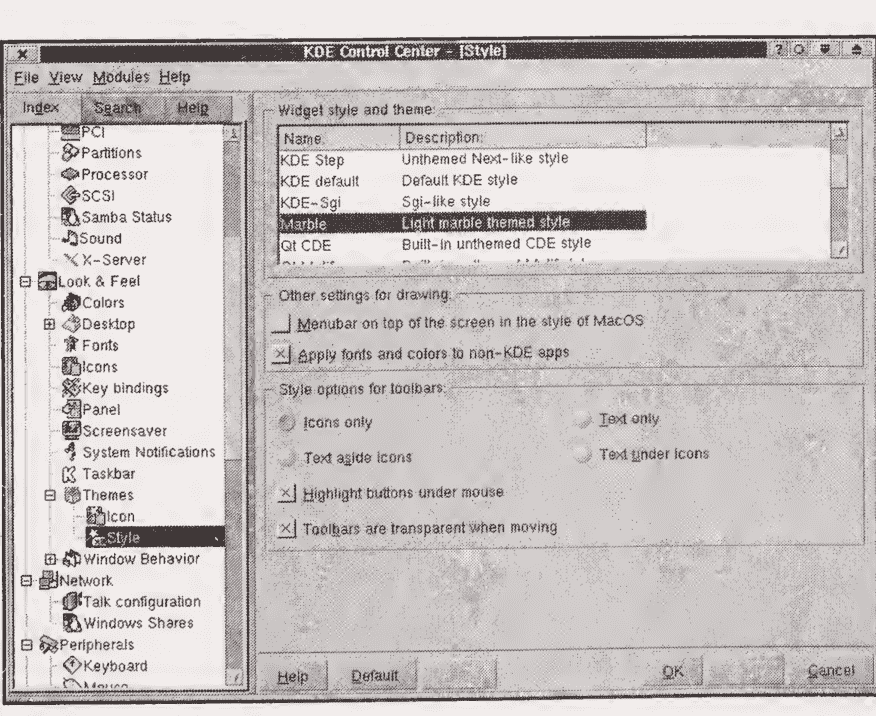 KDE Control Center - [Style]
File View Modules Help
Index Search Help
PCI
Partitions
Processor
SCSI
Samba Status
Sound
X-Server
Look & Feel
Colors
Desktop
Fonts
Icons
Key bindings
Panel
Screensaver
System Notifications
Taskbar
Themes
Icon
Style
Window Behavior
Network
Talk configuration
Windows Shares
Peripherals
Keyboard
Widget style and theme:
Name: Description:
KDE Step Unthemed Next-like style
KDE default Default KDE style
KDE-Sgi Sgi-like style
Marble Light marble themed style
Qt CDE Built-in unthemed CDE style
Other settings for drawing:
Menubar on top of the screen in the style of MacOS
Apply fonts and colors to non-KDE apps
Style options for toolbars:
Icons only Text only
Text aside icons Text under icons
Highlight buttons under mouse
Toolbars are transparent when moving
Help Default OK Cancel